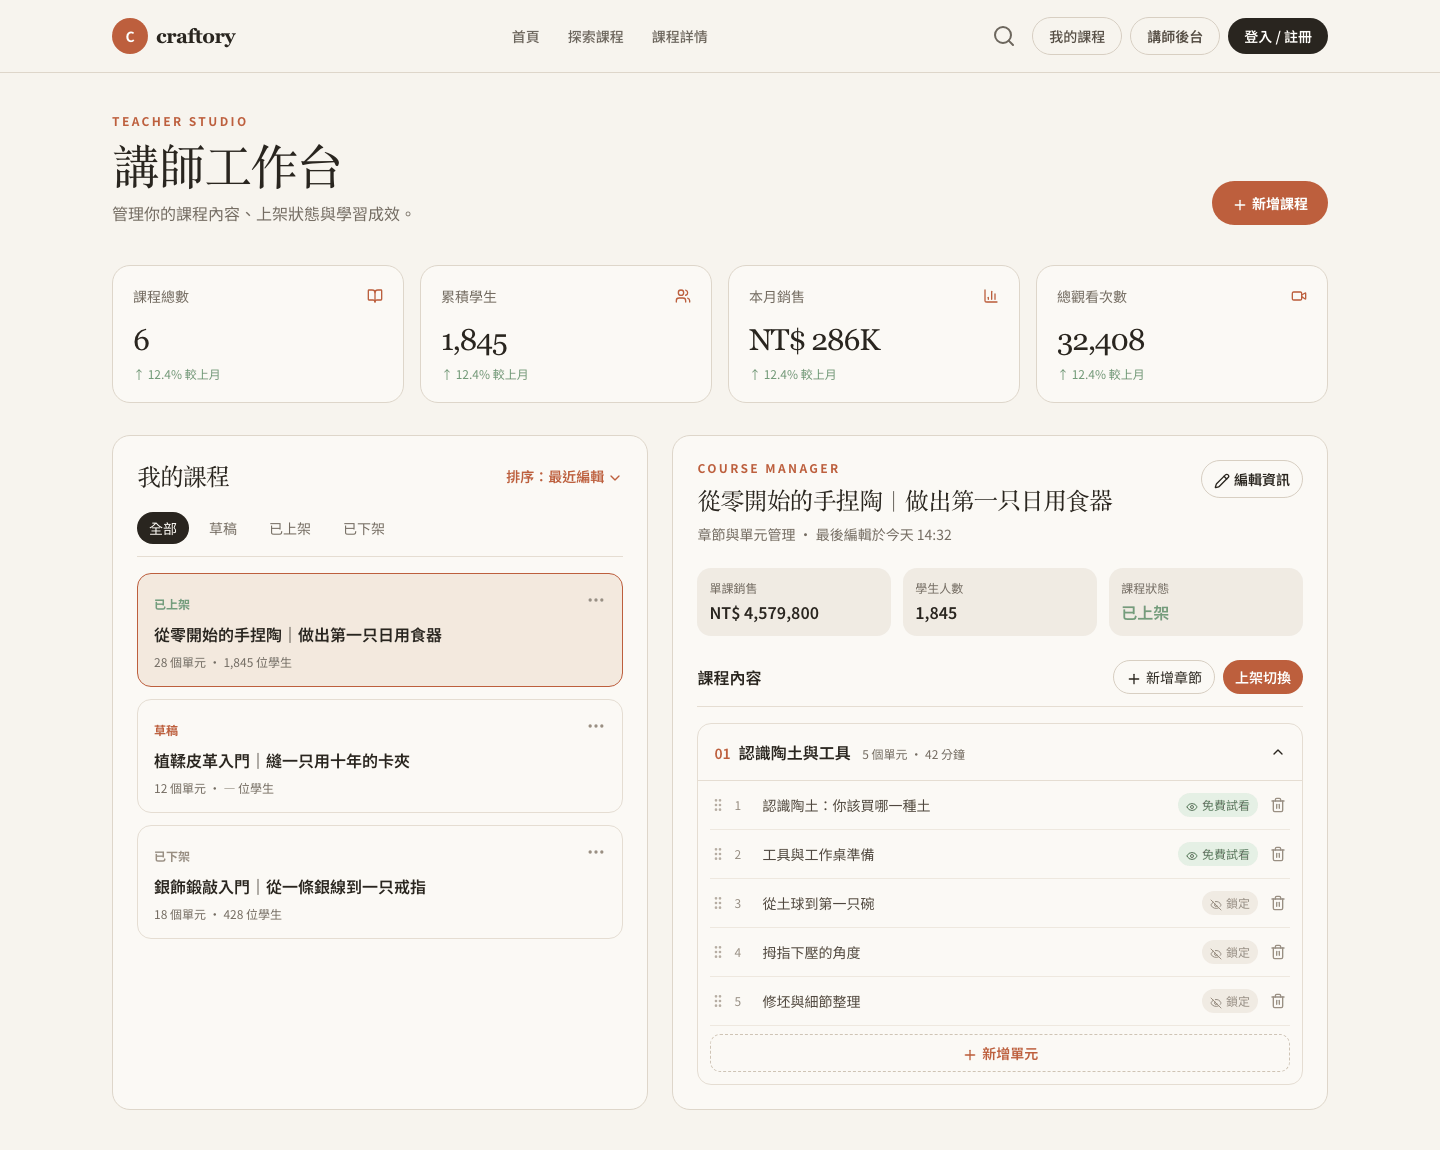 C craftory 首頁 探索課程 課程詳情 我的課程 講師後台 登入 / 註冊
TEACHER STUDIO
講師工作台
管理你的課程內容、上架狀態與學習成效。
+ 新增課程
課程總數
6
↑ 12.4% 較上月
累積學生
1,845
↑ 12.4% 較上月
本月銷售
NT$ 286K
↑ 12.4% 較上月
總觀看次數
32,408
↑ 12.4% 較上月
我的課程 排序：最近編輯
全部 草稿 已上架 已下架
已上架
從零開始的手捏陶｜做出第一只日用食器
28 個單元 · 1,845 位學生
草稿
植鞣皮革入門｜縫一只用十年的卡夾
12 個單元 · — 位學生
已下架
銀飾鍛敲入門｜從一條銀線到一只戒指
18 個單元 · 428 位學生
COURSE MANAGER
從零開始的手捏陶｜做出第一只日用食器
章節與單元管理 · 最後編輯於今天 14:32
編輯資訊
單課銷售
NT$ 4,579,800
學生人數
1,845
課程狀態
已上架
課程內容 + 新增章節 上架切換
01 認識陶土與工具 5 個單元 · 42 分鐘
1 認識陶土：你該買哪一種土 免費試看
2 工具與工作桌準備 免費試看
3 從土球到第一只碗 鎖定
4 拇指下壓的角度 鎖定
5 修坯與細節整理 鎖定
+ 新增單元